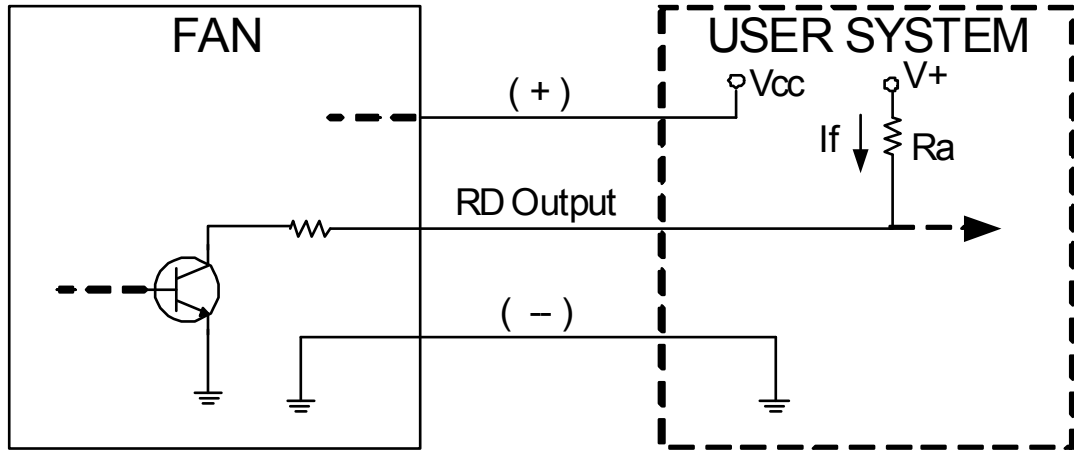 FAN
USER SYSTEM
Vcc
V+
( + )
If
Ra
RD Output
( -- )